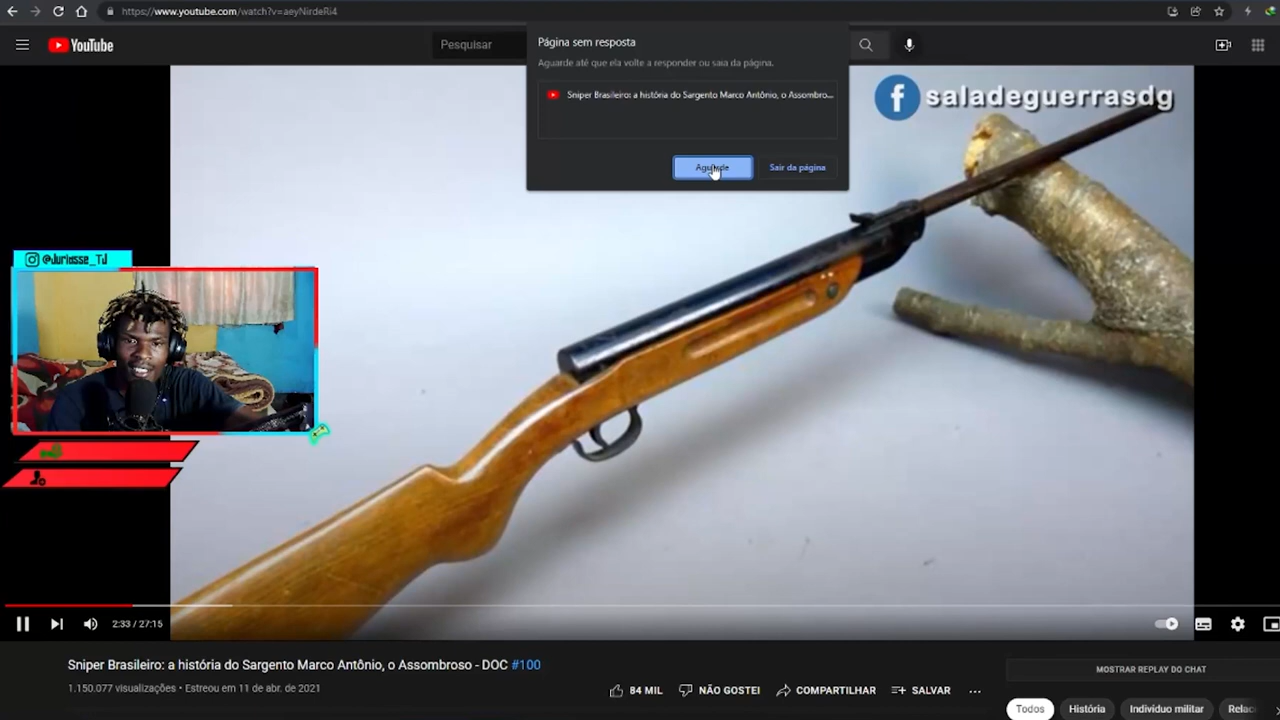 https://www.youtube.com/watch?v=aeyNirdeRi4
YouTube
Pesquisar
Página sem resposta
Aguarde até que ela volte a responder ou saia da página.
Sniper Brasileiro: a história do Sargento Marco Antônio, o Assombro...
Aguarde
Sair da página
f saladeguerrasdg
@Juriosse_TJ
2:33 / 27:15
Sniper Brasileiro: a história do Sargento Marco Antônio, o Assombroso - DOC #100
1.150.077 visualizações • Estreou em 11 de abr. de 2021
84 MIL
NÃO GOSTEI
COMPARTILHAR
SALVAR
MOSTRAR REPLAY DO CHAT
Todos
História
Indivíduo militar
Relac